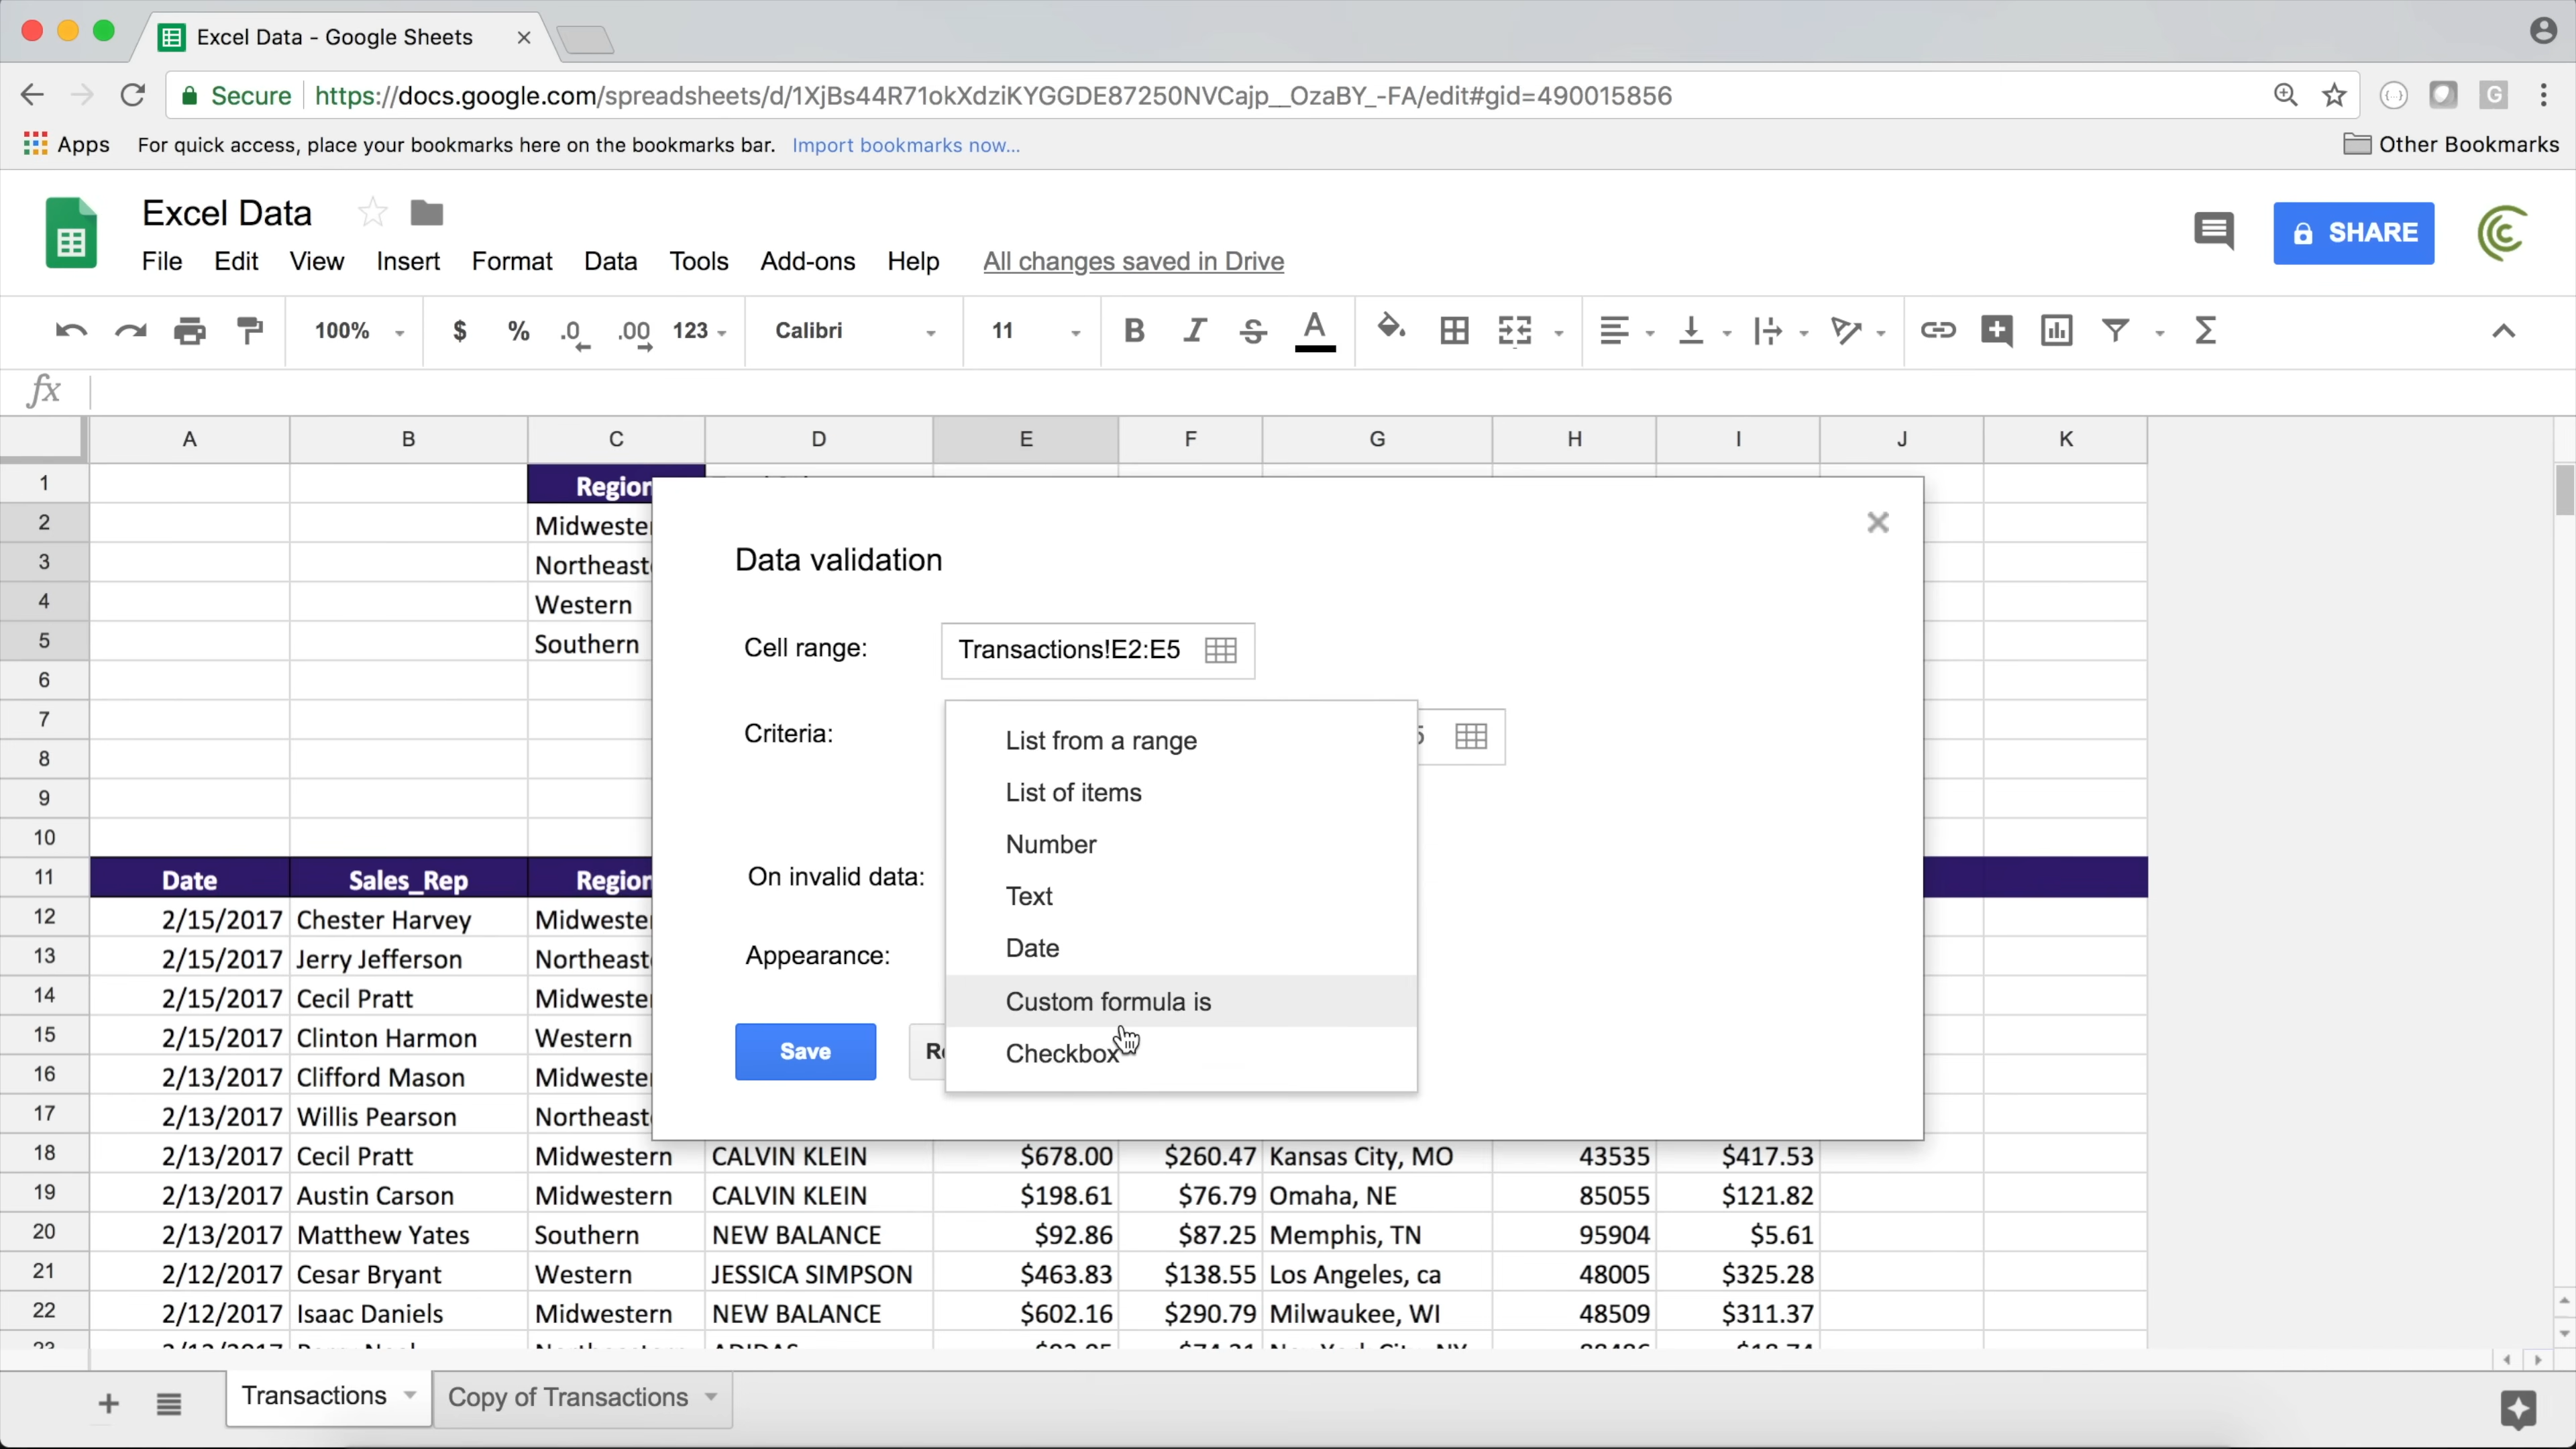 Excel Data - Google Sheets
Secure https://docs.google.com/spreadsheets/d/1XjBs44R71okXdziKYGGDE87250NVCajp__OzaBY_-FA/edit#gid=490015856
Apps For quick access, place your bookmarks here on the bookmarks bar. Import bookmarks now... Other Bookmarks
Excel Data
File Edit View Insert Format Data Tools Add-ons Help All changes saved in Drive
SHARE
100% $ % .0 .00 123 Calibri 11 B I S A
fx
A B C D E F G H I J K
1 Region
2 Midwester
3 Northeast
4 Western
5 Southern
6
7
8
9
10
Data validation
Cell range: Transactions!E2:E5
Criteria:
List from a range
List of items
Number
Text
Date
Custom formula is
Checkbox
On invalid data:
Appearance:
Save
11 Date Sales_Rep Region
12 2/15/2017 Chester Harvey Midwester
13 2/15/2017 Jerry Jefferson Northeast
14 2/15/2017 Cecil Pratt Midwester
15 2/15/2017 Clinton Harmon Western
16 2/13/2017 Clifford Mason Midwester
17 2/13/2017 Willis Pearson Northeast
18 2/13/2017 Cecil Pratt Midwestern CALVIN KLEIN $678.00 $260.47 Kansas City, MO 43535 $417.53
19 2/13/2017 Austin Carson Midwestern CALVIN KLEIN $198.61 $76.79 Omaha, NE 85055 $121.82
20 2/13/2017 Matthew Yates Southern NEW BALANCE $92.86 $87.25 Memphis, TN 95904 $5.61
21 2/12/2017 Cesar Bryant Western JESSICA SIMPSON $463.83 $138.55 Los Angeles, ca 48005 $325.28
22 2/12/2017 Isaac Daniels Midwestern NEW BALANCE $602.16 $290.79 Milwaukee, WI 48509 $311.37
Transactions Copy of Transactions